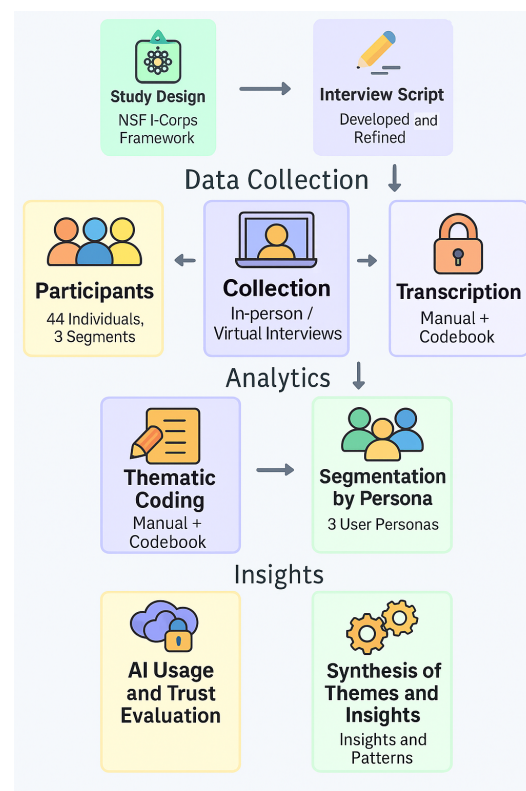 Study Design
NSF I-Corps
Framework
Interview Script
Developed and
Refined
Data Collection
Participants
44 Individuals,
3 Segments
Collection
In-person /
Virtual Interviews
Transcription
Manual +
Codebook
Analytics
Thematic
Coding
Manual +
Codebook
Segmentation
by Persona
3 User Personas
Insights
AI Usage
and Trust
Evaluation
Synthesis of
Themes and
Insights
Insights and
Patterns